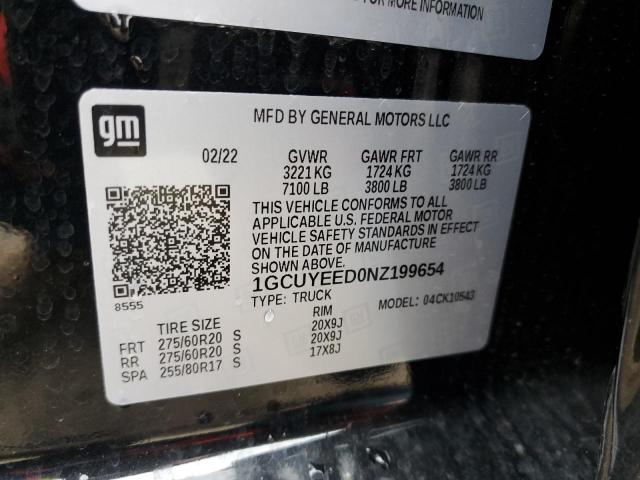 FOR MORE INFORMATION
gm
MFD BY GENERAL MOTORS LLC
02/22 GVWR GAWR FRT GAWR RR
3221 KG 1724 KG 1724 KG
7100 LB 3800 LB 3800 LB
THIS VEHICLE CONFORMS TO ALL
APPLICABLE U.S. FEDERAL MOTOR
VEHICLE SAFETY STANDARDS IN EFFECT
ON THE DATE OF MANUFACTURE
SHOWN ABOVE.
1GCUYEED0NZ199654
8555 TYPE: TRUCK MODEL: 04CK10543
TIRE SIZE RIM
FRT 275/60R20 S 20X9J
RR 275/60R20 S 20X9J
SPA 255/80R17 S 17X8J